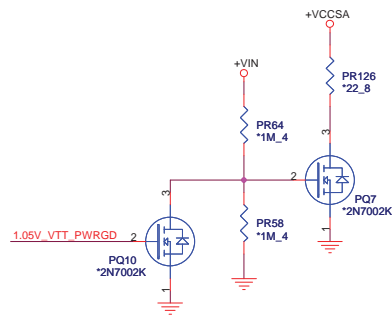 +VCCSA
+VIN
PR126
*22_8
PR64
*1M_4
3
2
PQ7
*2N7002K
1
3
PR58
*1M_4
1.05V_VTT_PWRGD
2
PQ10
*2N7002K
1